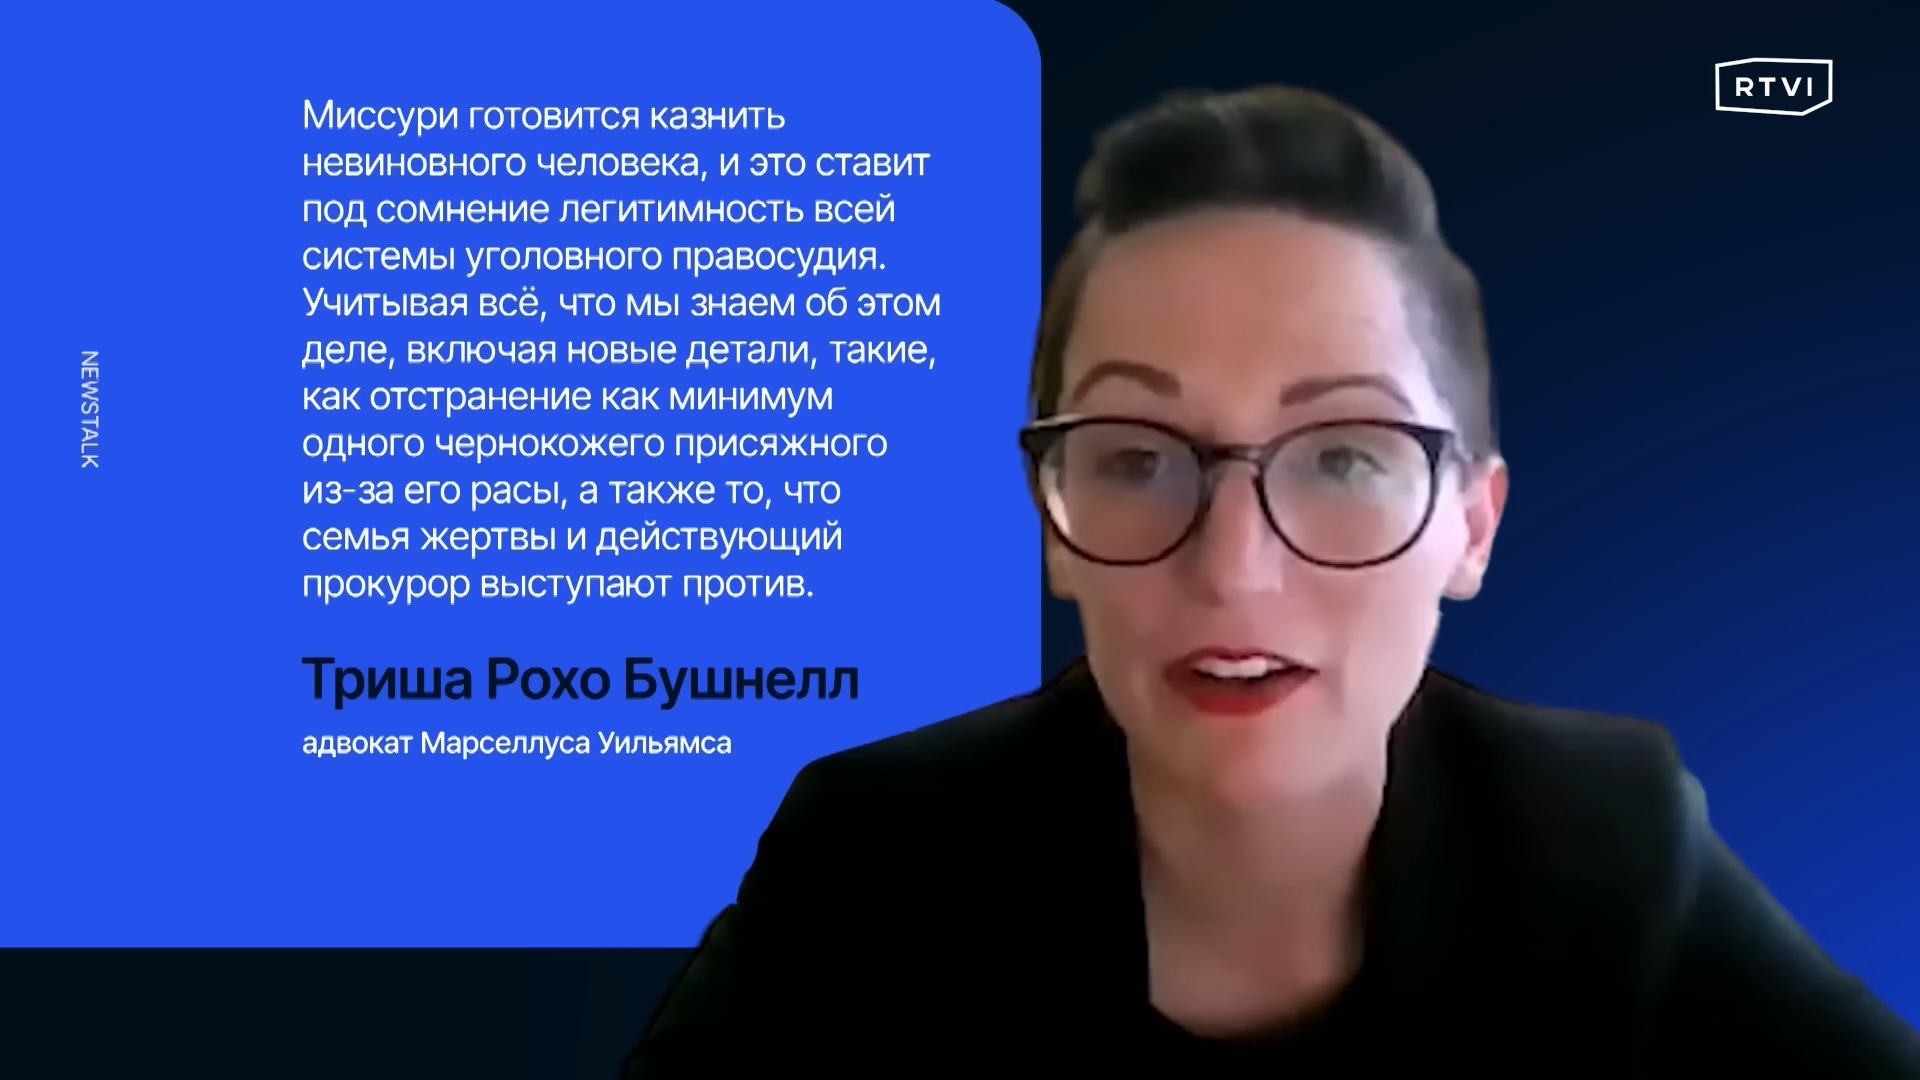 RTVI
NEWSTALK
Миссури готовится казнить
невиновного человека, и это ставит
под сомнение легитимность всей
системы уголовного правосудия.
Учитывая всё, что мы знаем об этом
деле, включая новые детали, такие,
как отстранение как минимум
одного чернокожего присяжного
из-за его расы, а также то, что
семья жертвы и действующий
прокурор выступают против.
Триша Рохо Бушнелл
адвокат Марселлуса Уильямса